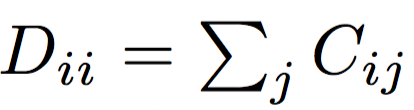 D_{ii} = \sum_j C_{ij}